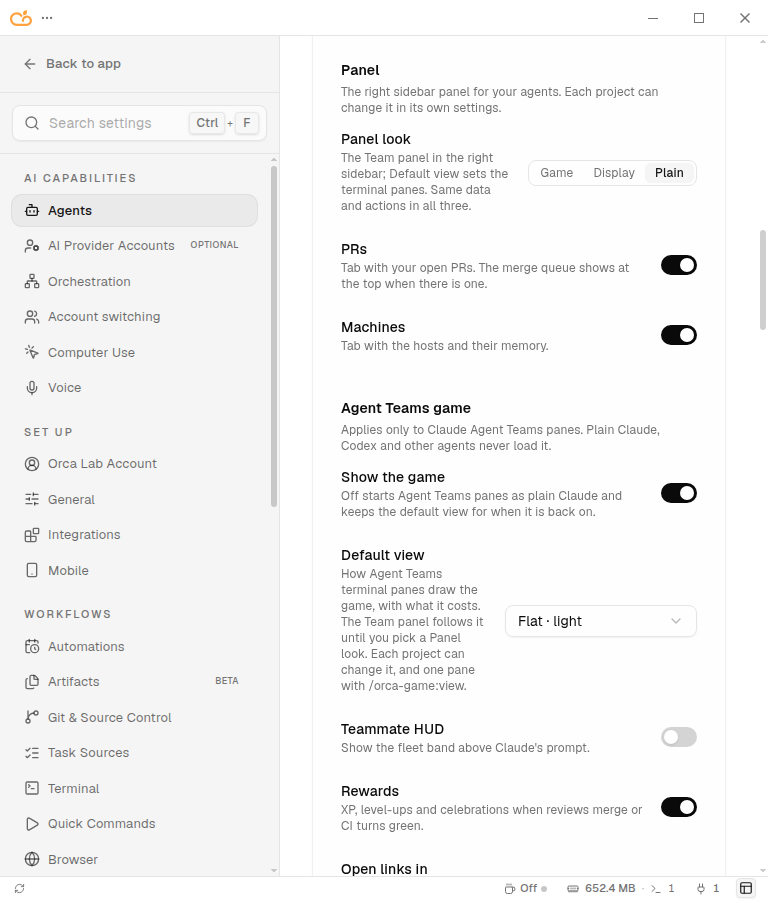 Back to app
Search settings
Ctrl + F
AI CAPABILITIES
Agents
AI Provider Accounts OPTIONAL
Orchestration
Account switching
Computer Use
Voice
SET UP
Orca Lab Account
General
Integrations
Mobile
WORKFLOWS
Automations
Artifacts BETA
Git & Source Control
Task Sources
Terminal
Quick Commands
Browser
Panel
The right sidebar panel for your agents. Each project can
change it in its own settings.
Panel look
The Team panel in the right
sidebar; Default view sets the
terminal panes. Same data
and actions in all three.
Game Display Plain
PRs
Tab with your open PRs. The merge queue shows at
the top when there is one.
Machines
Tab with the hosts and their memory.
Agent Teams game
Applies only to Claude Agent Teams panes. Plain Claude,
Codex and other agents never load it.
Show the game
Off starts Agent Teams panes as plain Claude and
keeps the default view for when it is back on.
Default view
How Agent Teams
terminal panes draw the
game, with what it costs.
The Team panel follows it
until you pick a Panel
look. Each project can
change it, and one pane
with /orca-game:view.
Flat · light
Teammate HUD
Show the fleet band above Claude's prompt.
Rewards
XP, level-ups and celebrations when reviews merge or
CI turns green.
Open links in
Off 652.4 MB · 1 1